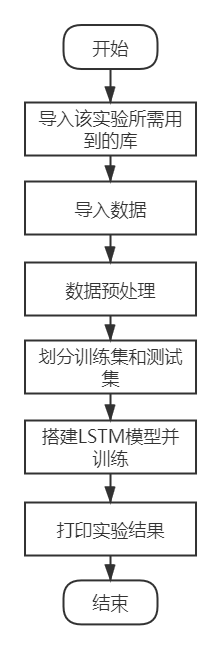 开始
导入该实验所需用
到的库
导入数据
数据预处理
划分训练集和测试
集
搭建LSTM模型并
训练
打印实验结果
结束